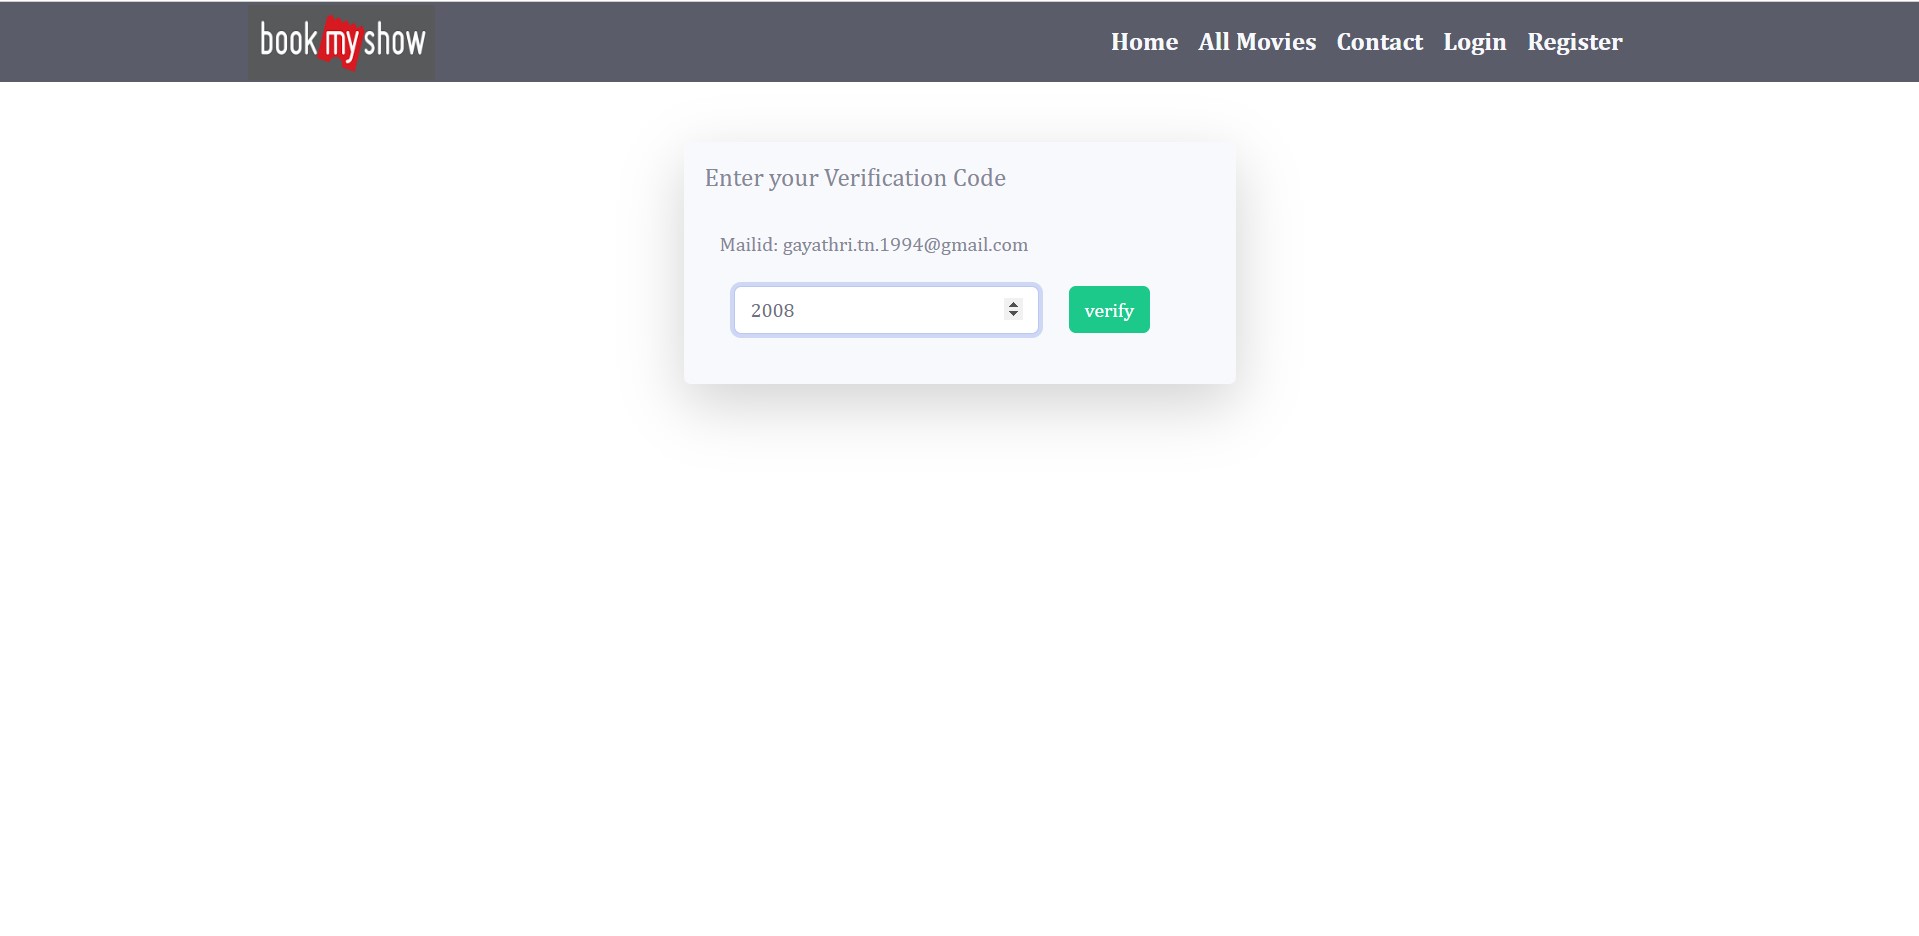 book my show
Home All Movies Contact Login Register
Enter your Verification Code
Mailid: gayathri.tn.1994@gmail.com
2008
verify